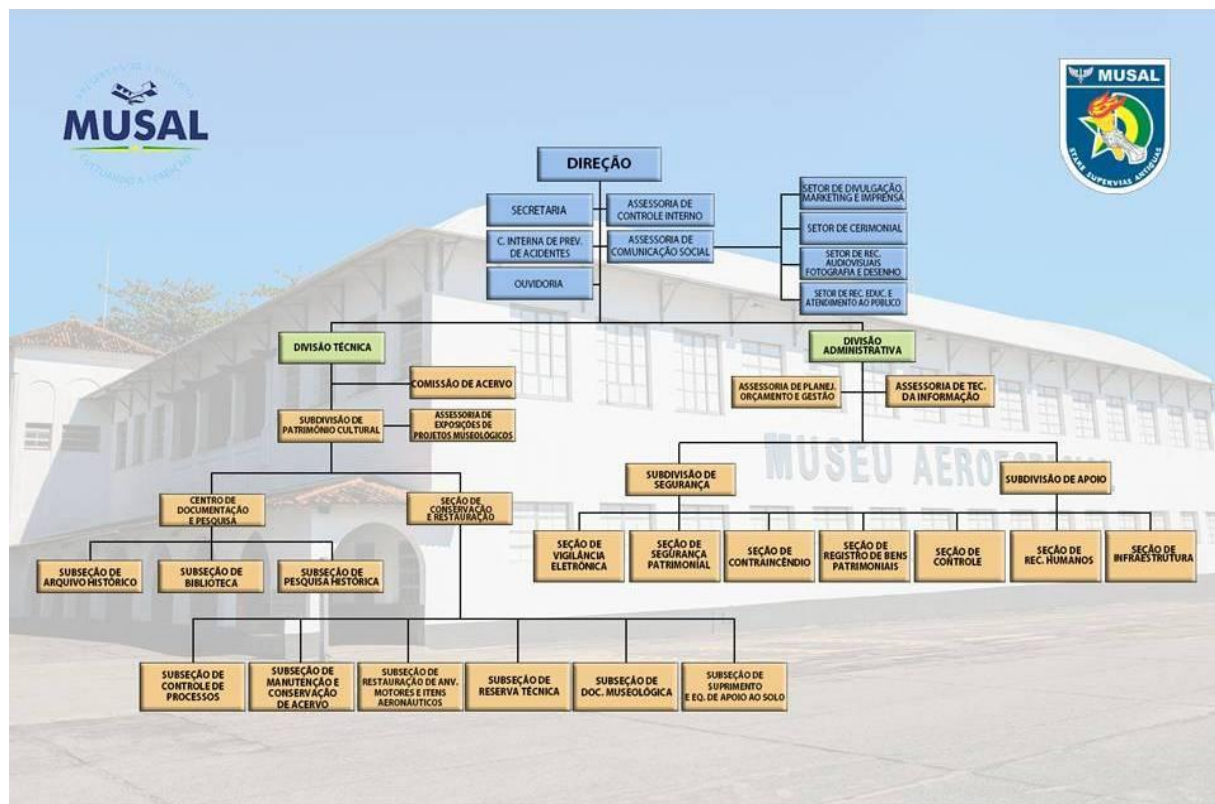 MUSAL
MUSAL
STARE SUPERVIAS ANTIQUAS
DIREÇÃO
SECRETARIA
ASSESSORIA DE
CONTROLE INTERNO
C. INTERNA DE PREV.
DE ACIDENTES
ASSESSORIA DE
COMUNICAÇÃO SOCIAL
OUVIDORIA
SETOR DE DIVULGAÇÃO,
MARKETING E IMPRENSA
SETOR DE CERIMONIAL
SETOR DE REC.
AUDIOVISUAIS
FOTOGRAFIA E DESENHO
SETOR DE REC. EDUC. E
ATENDIMENTO AO PÚBLICO
DIVISÃO TÉCNICA
DIVISÃO
ADMINISTRATIVA
COMISSÃO DE ACERVO
SUBDIVISÃO DE
PATRIMÔNIO CULTURAL
ASSESSORIA DE
EXPOSIÇÕES DE
PROJETOS MUSEOLÓGICOS
ASSESSORIA DE PLANEJ.
ORÇAMENTO E GESTÃO
ASSESSORIA DE TEC.
DA INFORMAÇÃO
MUSEU
SUBDIVISÃO DE
SEGURANÇA
SUBDIVISÃO DE APOIO
CENTRO DE
DOCUMENTAÇÃO
E PESQUISA
SEÇÃO DE
CONSERVAÇÃO
E RESTAURAÇÃO
SUBSEÇÃO DE
ARQUIVO HISTÓRICO
SUBSEÇÃO DE
BIBLIOTECA
SUBSEÇÃO DE
PESQUISA HISTÓRICA
SEÇÃO DE
VIGILÂNCIA
ELETRÔNICA
SEÇÃO DE
SEGURANÇA
PATRIMONIAL
SEÇÃO DE
CONTRAINCÊNDIO
SEÇÃO DE
REGISTRO DE BENS
PATRIMONIAIS
SEÇÃO DE
CONTROLE
SEÇÃO DE
REC. HUMANOS
SEÇÃO DE
INFRAESTRUTURA
SUBSEÇÃO DE
CONTROLE DE
PROCESSOS
SUBSEÇÃO DE
MANUTENÇÃO E
CONSERVAÇÃO
DE ACERVO
SUBSEÇÃO DE
RESTAURAÇÃO DE ANV.
MOTORES E ITENS
AERONÁUTICOS
SUBSEÇÃO DE
RESERVA TÉCNICA
SUBSEÇÃO DE
DOC. MUSEOLÓGICA
SUBSEÇÃO DE
SUPRIMENTO
E EQ. DE APOIO AO SOLO